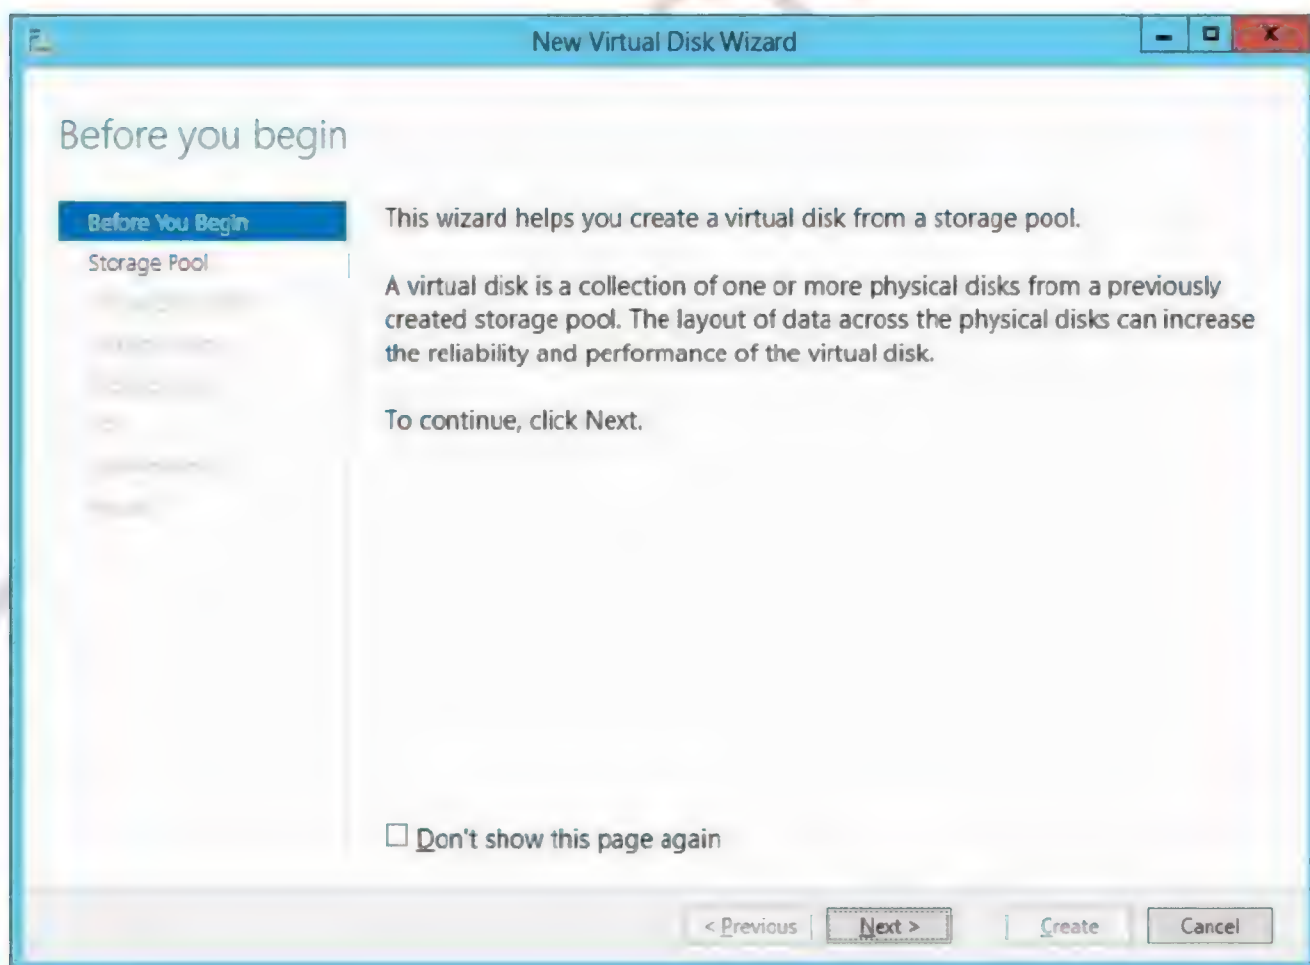 New Virtual Disk Wizard
Before you begin
Before You Begin
Storage Pool
This wizard helps you create a virtual disk from a storage pool.
A virtual disk is a collection of one or more physical disks from a previously
created storage pool. The layout of data across the physical disks can increase
the reliability and performance of the virtual disk.
To continue, click Next.
Don't show this page again
< Previous
Next >
Create
Cancel